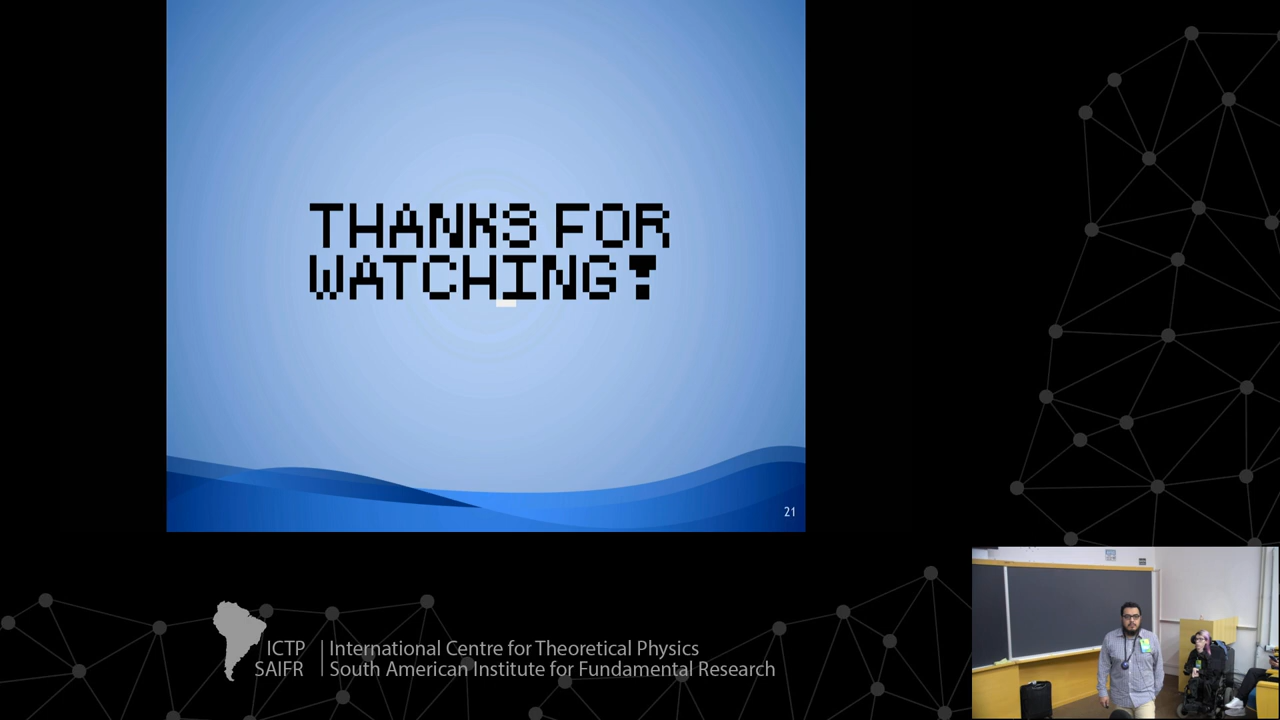 THANKS FOR
WATCHING!
21
ICTP
SAIFR
International Centre for Theoretical Physics
South American Institute for Fundamental Research